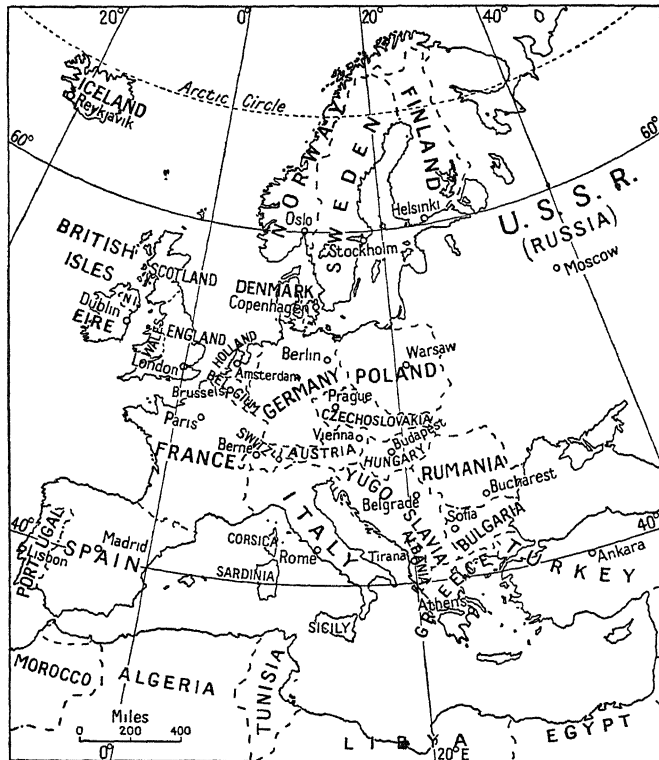 20°
0°
20°
40°
Arctic Circle
ICELAND
Reykjavik
60°
60°
NORWAY
SWEDEN
FINLAND
Oslo
Helsinki
Stockholm
U. S. S. R.
(RUSSIA)
Moscow
BRITISH
ISLES
SCOTLAND
N.I.
Dublin
EIRE
WALES
ENGLAND
London
DENMARK
Copenhagen
HOLLAND
Amsterdam
BELGIUM
Brussels
Berlin
GERMANY
POLAND
Warsaw
Prague
CZECHOSLOVAKIA
Paris
FRANCE
Berne
SWITZ.
Vienna
AUSTRIA
Budapest
HUNGARY
RUMANIA
Bucharest
YUGO
SLAVIA
Belgrade
Sofia
BULGARIA
ITALY
CORSICA
Rome
SARDINIA
SICILY
Tirana
ALBANIA
GREECE
Athens
TURKEY
Ankara
40°
40°
PORTUGAL
Lisbon
Madrid
SPAIN
MOROCCO
ALGERIA
TUNISIA
LIBYA
EGYPT
Miles
0 200 400
0°
20°E